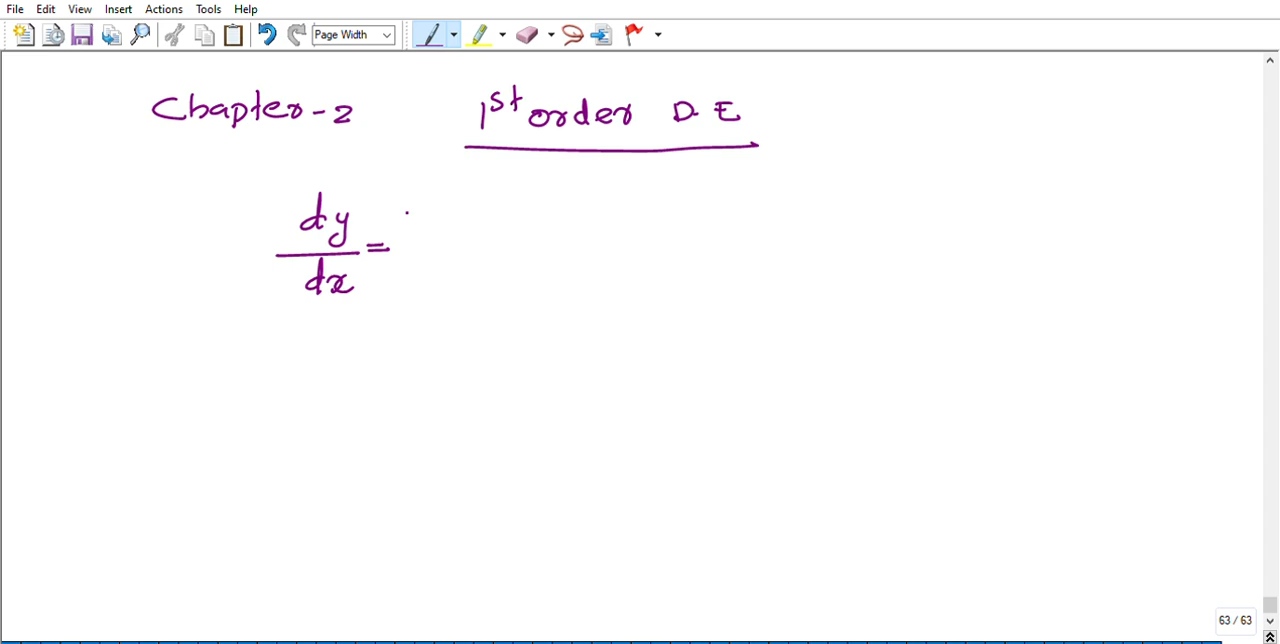 File Edit View Insert Actions Tools Help
Page Width
Chapter-2 1st order D.E
dy
dx =
63 / 63